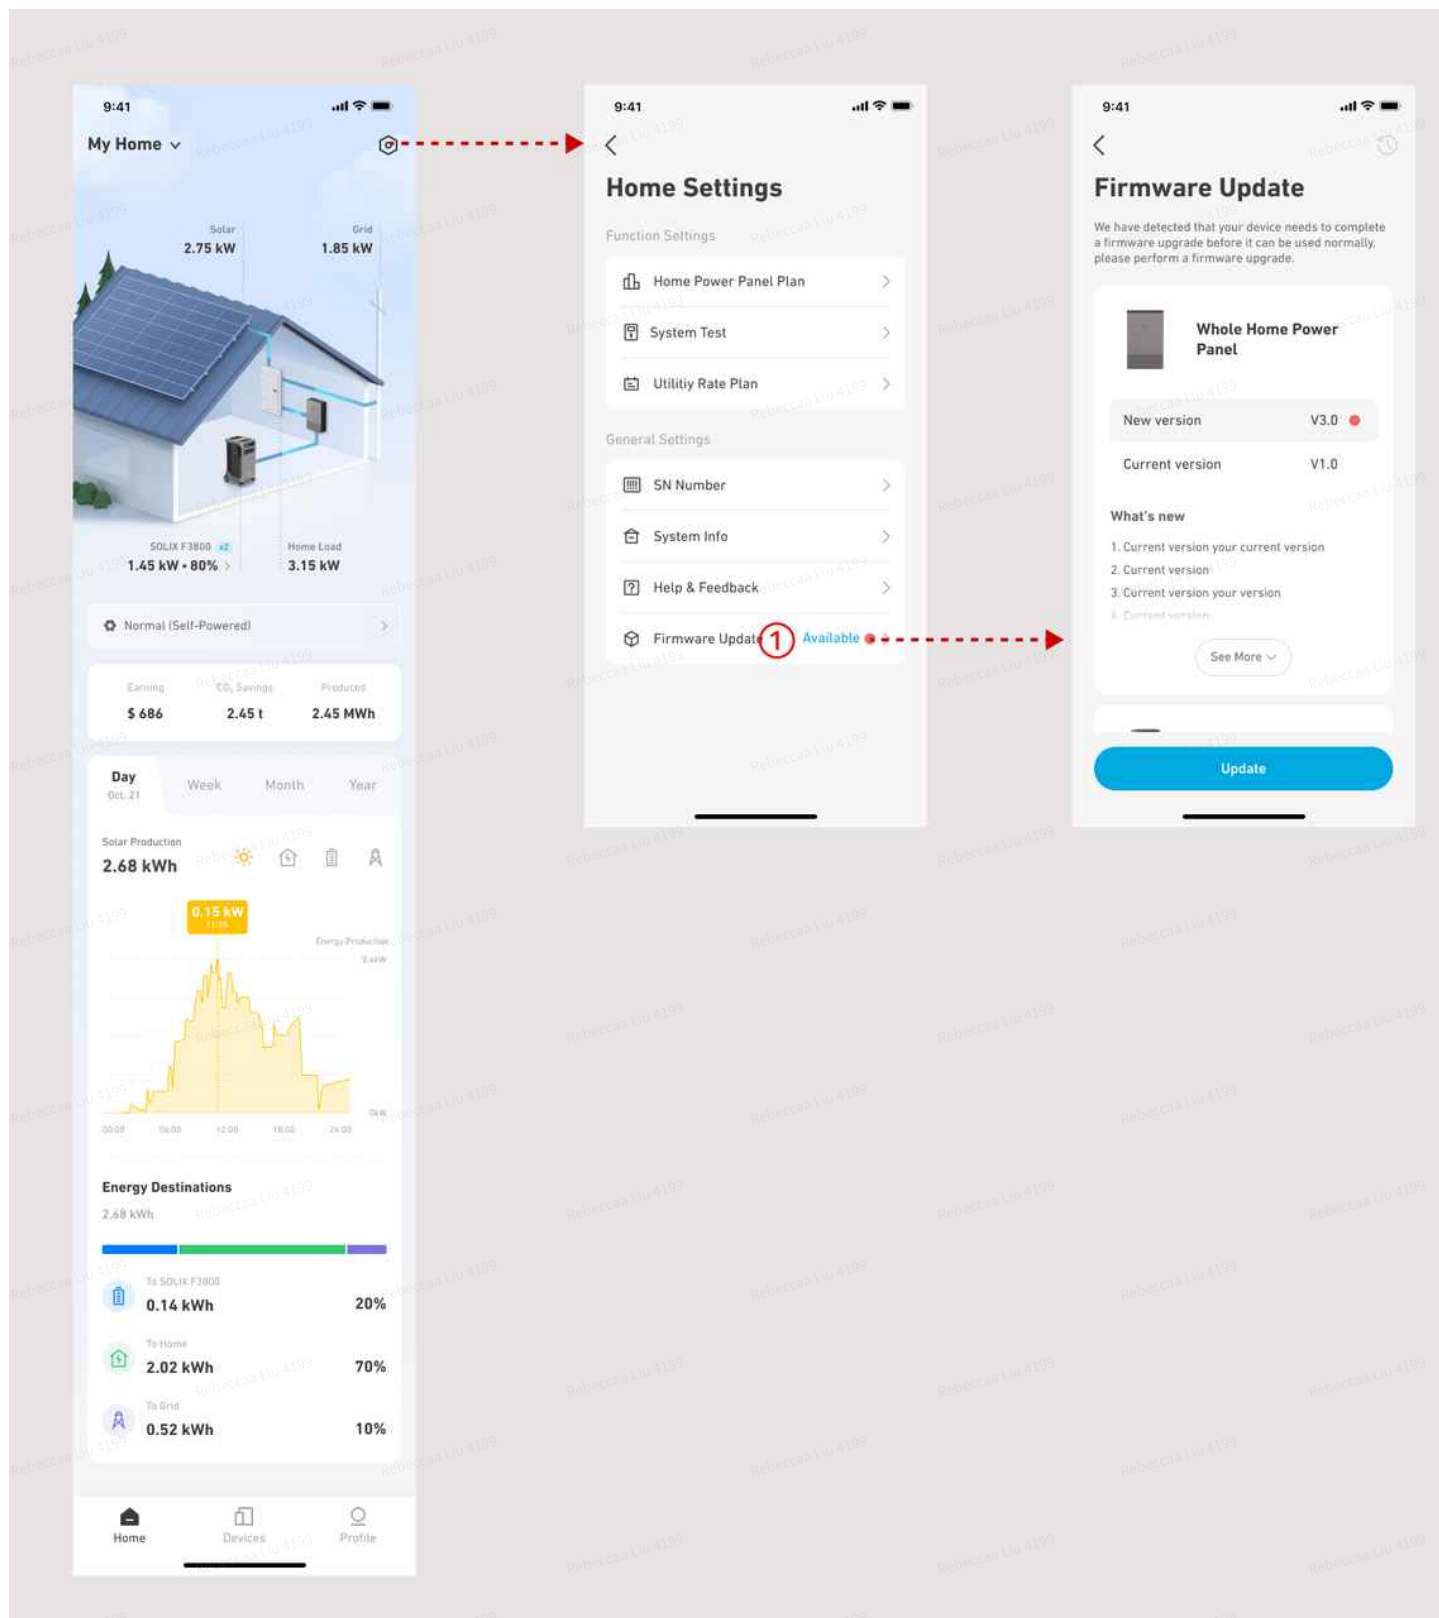 9:41
My Home
Solar
2.75 kW
Grid
1.85 kW
SOLIX F3800 x2
1.45 kW • 80% >
Home Load
3.15 kW
Normal (Self-Powered)
Earning
CO₂ Savings
Produced
$ 686
2.45 t
2.45 MWh
Day
Oct. 21
Week
Month
Year
Solar Production
2.68 kWh
0.15 kW
Energy Production
0kW
00:00
06:00
12:00
18:00
24:00
Energy Destinations
2.68 kWh
To SOLIX F3800
0.14 kWh
20%
To Home
2.02 kWh
70%
To Grid
0.52 kWh
10%
Home
Devices
Profile
9:41
Home Settings
Function Settings
Home Power Panel Plan
System Test
Utilitiy Rate Plan
General Settings
SN Number
System Info
Help & Feedback
Firmware Update
1
Available
9:41
Firmware Update
We have detected that your device needs to complete
a firmware upgrade before it can be used normally,
please perform a firmware upgrade.
Whole Home Power
Panel
New version
V3.0
Current version
V1.0
What's new
1. Current version your current version
2. Current version
3. Current version your version
4. Current version
See More
Update
Rebeccaa Liu 4199